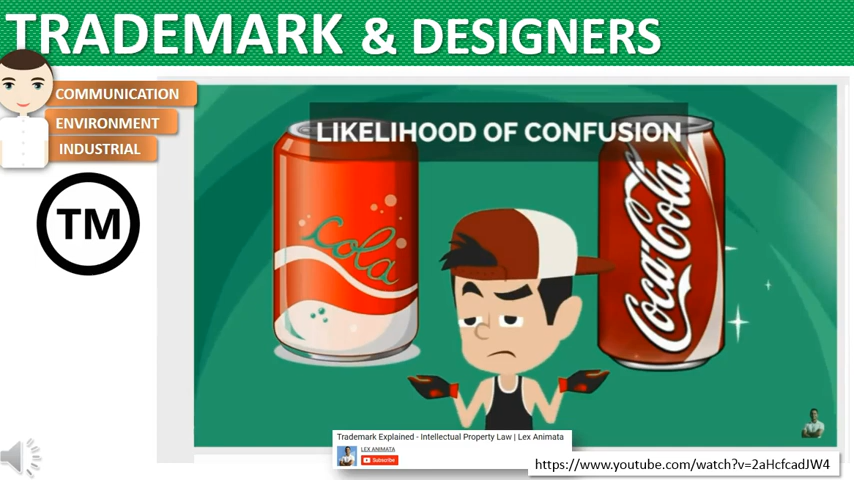 TRADEMARK & DESIGNERS
COMMUNICATION
ENVIRONMENT
INDUSTRIAL
TM
LIKELIHOOD OF CONFUSION
cola
Coca-Cola
Trademark Explained - Intellectual Property Law | Lex Animata
LEX ANIMATA
Subscribe
https://www.youtube.com/watch?v=2aHcfcadJW4